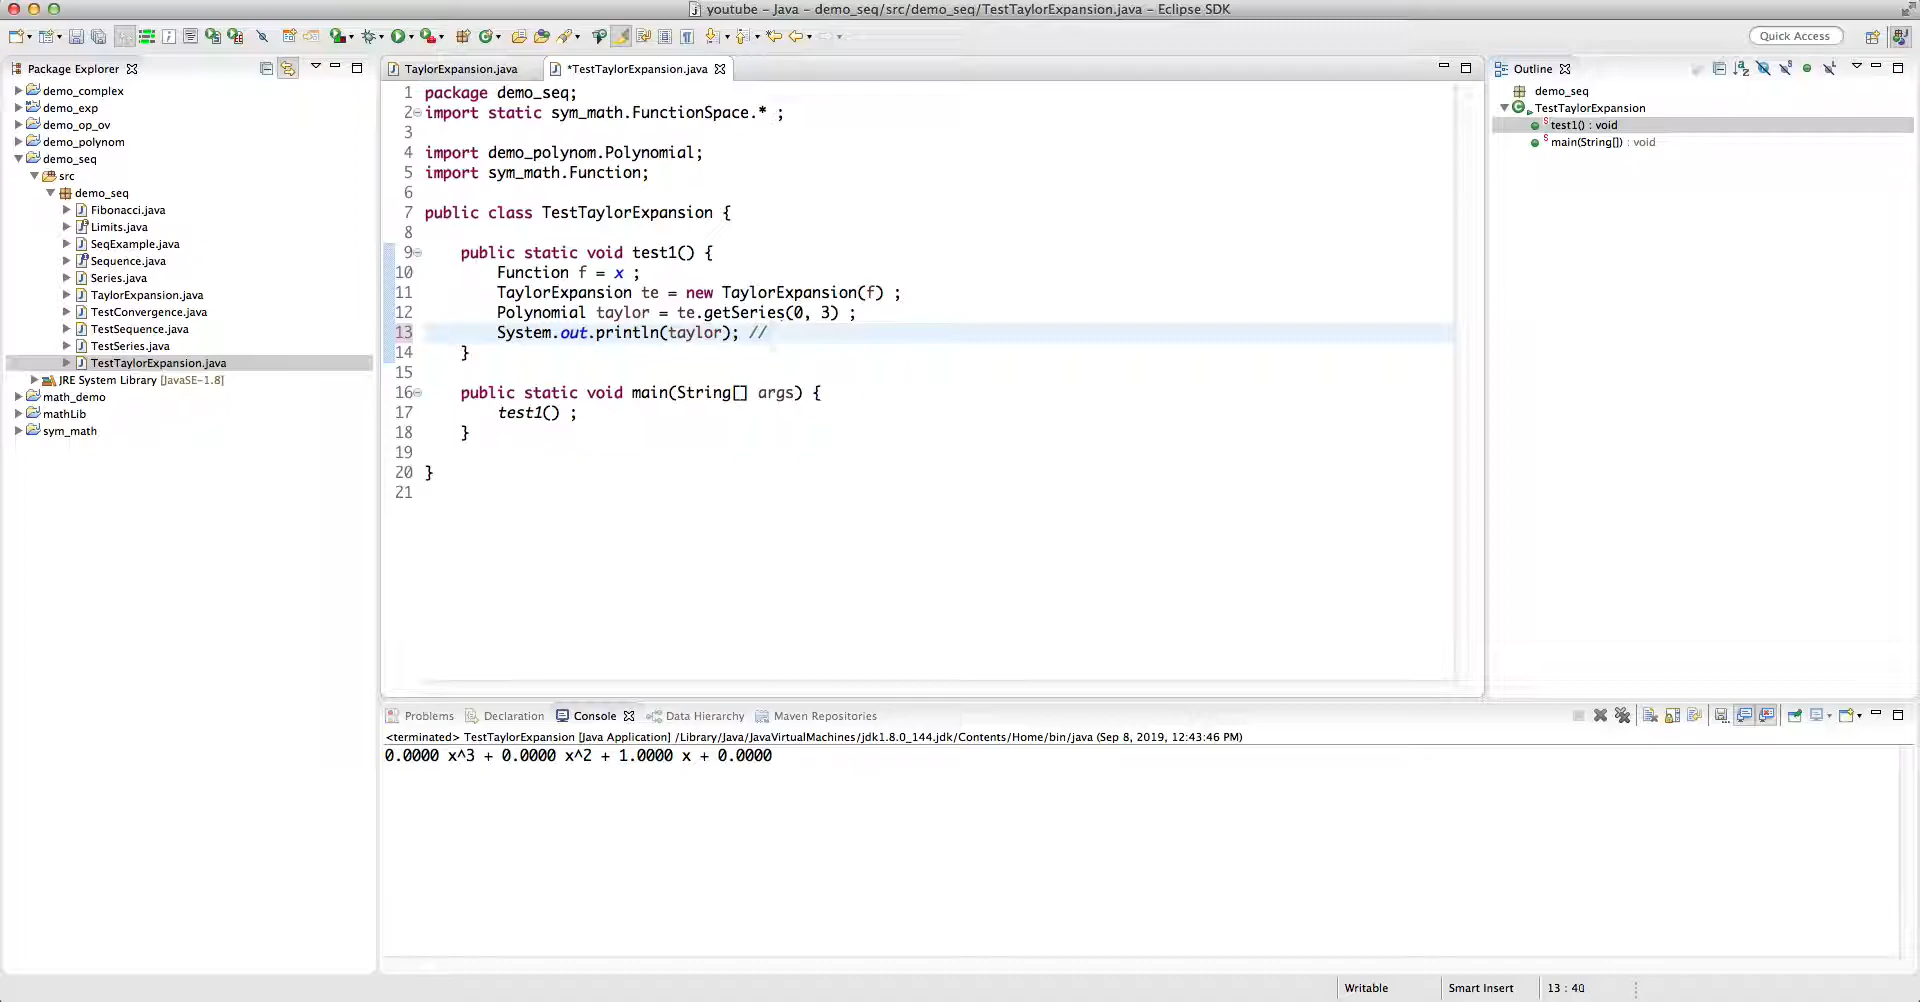 youtube – Java – demo_seq/src/demo_seq/TestTaylorExpansion.java – Eclipse SDK
Quick Access
Package Explorer
demo_complex
demo_exp
demo_op_ov
demo_polynom
demo_seq
src
demo_seq
Fibonacci.java
Limits.java
SeqExample.java
Sequence.java
Series.java
TaylorExpansion.java
TestConvergence.java
TestSequence.java
TestSeries.java
TestTaylorExpansion.java
JRE System Library [JavaSE-1.8]
math_demo
mathLib
sym_math
TaylorExpansion.java
*TestTaylorExpansion.java
1 package demo_seq;
2 import static sym_math.FunctionSpace.* ;
3
4 import demo_polynom.Polynomial;
5 import sym_math.Function;
6
7 public class TestTaylorExpansion {
8
9 public static void test1() {
10 Function f = x ;
11 TaylorExpansion te = new TaylorExpansion(f) ;
12 Polynomial taylor = te.getSeries(0, 3) ;
13 System.out.println(taylor); //
14 }
15
16 public static void main(String[] args) {
17 test1() ;
18 }
19
20 }
21
Outline
demo_seq
TestTaylorExpansion
test1() : void
main(String[]) : void
Problems
Declaration
Console
Data Hierarchy
Maven Repositories
<terminated> TestTaylorExpansion [Java Application] /Library/Java/JavaVirtualMachines/jdk1.8.0_144.jdk/Contents/Home/bin/java (Sep 8, 2019, 12:43:46 PM)
0.0000 x^3 + 0.0000 x^2 + 1.0000 x + 0.0000
Writable
Smart Insert
13 : 40